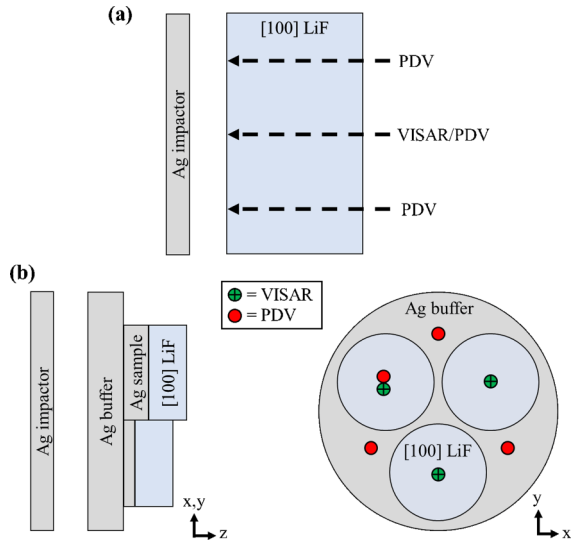 (a)
[100] LiF
Ag impactor
PDV
VISAR/PDV
PDV
(b)
= VISAR
= PDV
Ag impactor
Ag buffer
Ag sample
[100] LiF
x,y
z
Ag buffer
[100] LiF
y
x